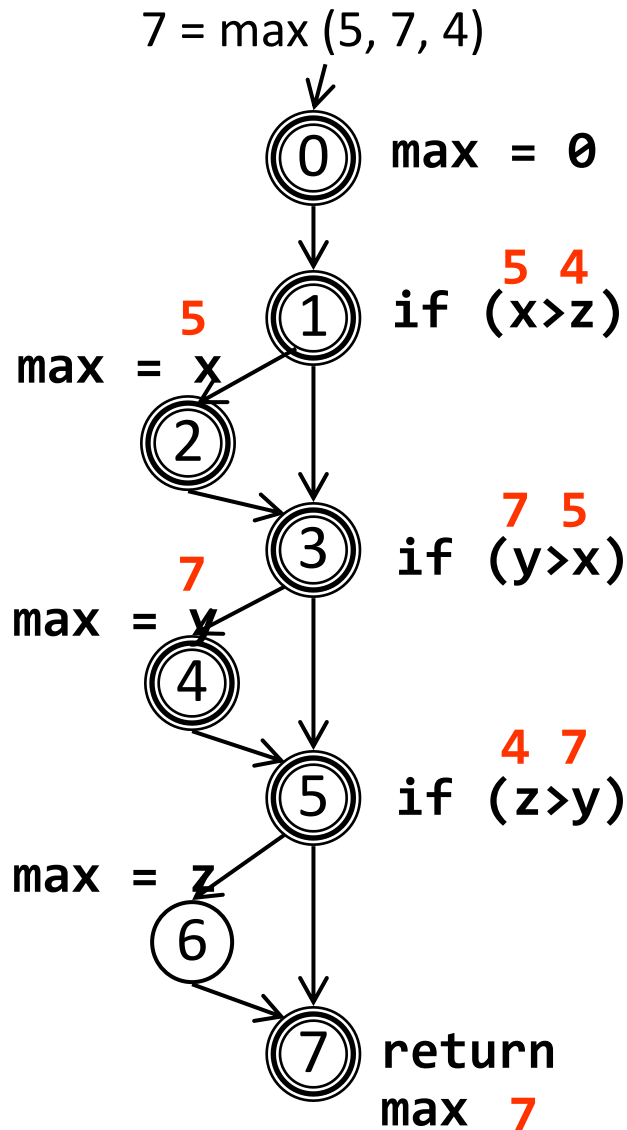 7 = max (5, 7, 4)
0 max = 0
5 4
1 if (x>z)
5
max = x
2
7 5
3 if (y>x)
7
max = y
4
4 7
5 if (z>y)
max = z
6
7 return
max 7